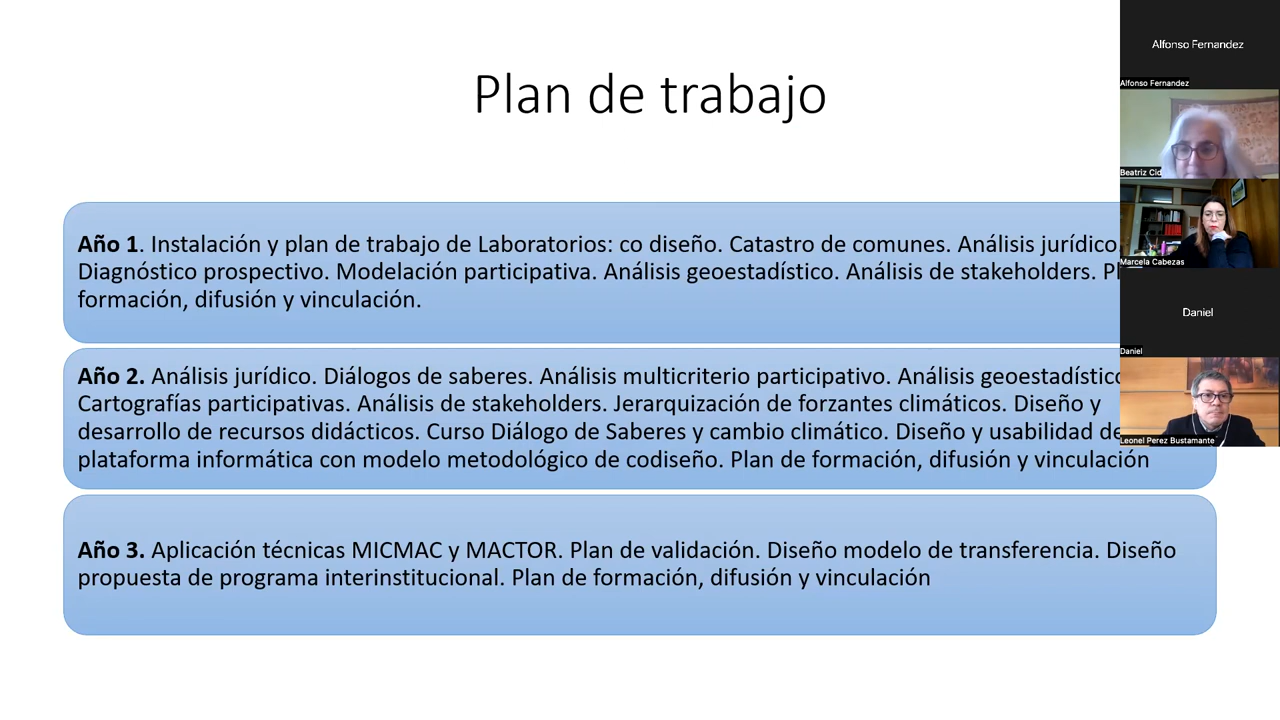 Plan de trabajo
Año 1. Instalación y plan de trabajo de Laboratorios: co diseño. Catastro de comunes. Análisis jurídico.
Diagnóstico prospectivo. Modelación participativa. Análisis geoestadístico. Análisis de stakeholders.
formación, difusión y vinculación.
Año 2. Análisis jurídico. Diálogos de saberes. Análisis multicriterio participativo. Análisis geoestadístico
Cartografías participativas. Análisis de stakeholders. Jerarquización de forzantes climáticos. Diseño y
desarrollo de recursos didácticos. Curso Diálogo de Saberes y cambio climático. Diseño y usabilidad de
plataforma informática con modelo metodológico de codiseño. Plan de formación, difusión y vinculación
Año 3. Aplicación técnicas MICMAC y MACTOR. Plan de validación. Diseño modelo de transferencia. Diseño
propuesta de programa interinstitucional. Plan de formación, difusión y vinculación
Alfonso Fernandez
Alfonso Fernandez
Beatriz Cid
Marcela Cabezas
Daniel
Daniel
Leonel Perez Bustamante